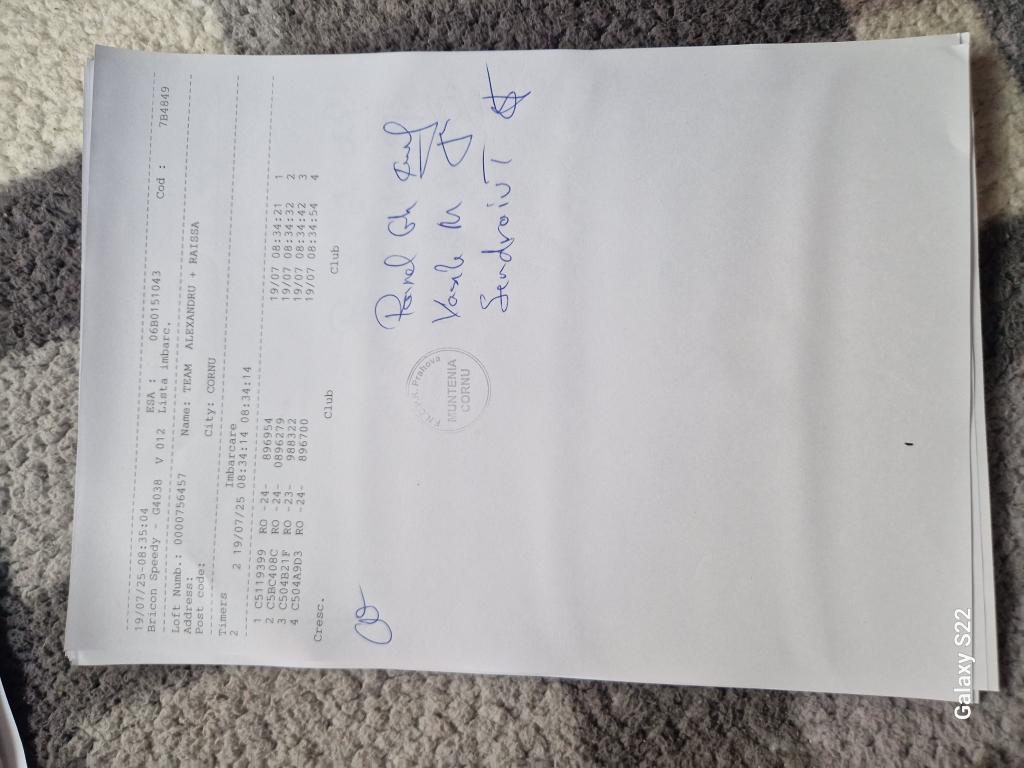 19/07/25-08:35:04
Bricon Speedy - G4038 V 012 ESA : 06B0151043
Lista imbarc. Cod : 7B4849
Loft Numb.: 0000756457 Name: TEAM ALEXANDRU + RAISSA
Address:
Post code: City: CORNU
Timers Imbarcare
2 2 19/07/25 08:34:14 08:34:14
1 C5119399 RO -24- 896954 19/07 08:34:21 1
2 C5BC408C RO -24- 0896279 19/07 08:34:32 2
3 C504B21F RO -23- 988322 19/07 08:34:42 3
4 C504A9D3 RO -24- 896700 19/07 08:34:54 4
Cresc. Club Club
Prahova
MUNTENIA
CORNU
Vasile M
Galaxy S22